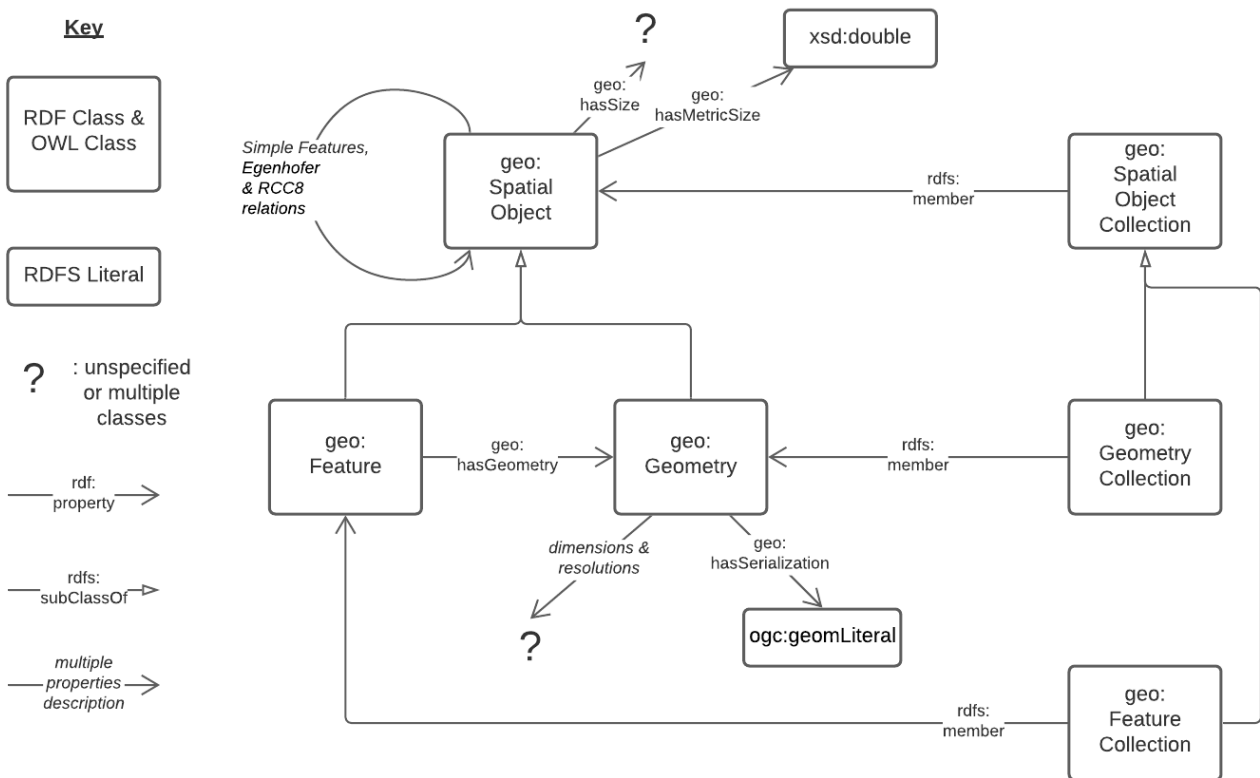 Key
RDF Class &
OWL Class
RDFS Literal
?
: unspecified
or multiple
classes
rdf:
property
rdfs:
subClassOf
multiple
properties
description
?
xsd:double
geo:
hasSize
geo:
hasMetricSize
Simple Features,
Egenhofer
& RCC8
relations
geo:
Spatial
Object
rdfs:
member
geo:
Spatial
Object
Collection
geo:
Feature
geo:
hasGeometry
geo:
Geometry
rdfs:
member
geo:
Geometry
Collection
dimensions &
resolutions
geo:
hasSerialization
?
ogc:geomLiteral
rdfs:
member
geo:
Feature
Collection